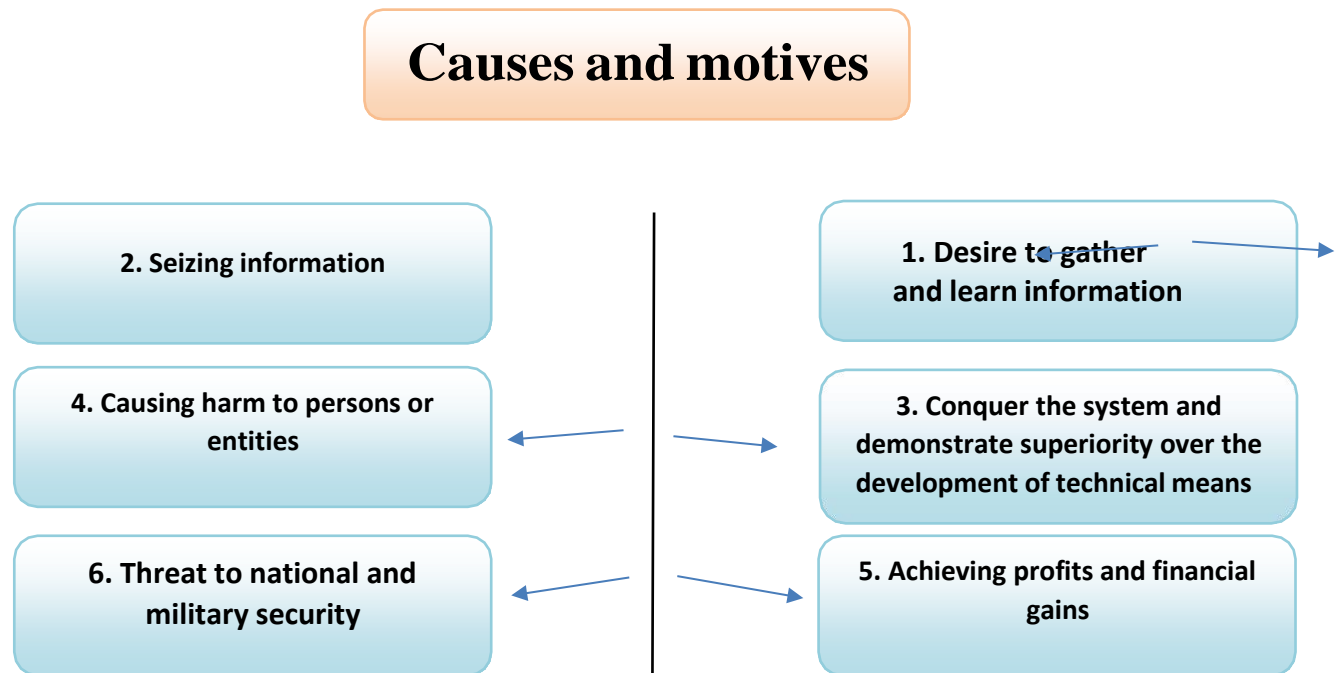 Causes and motives
2. Seizing information
1. Desire to gather
and learn information
4. Causing harm to persons or
entities
3. Conquer the system and
demonstrate superiority over the
development of technical means
6. Threat to national and
military security
5. Achieving profits and financial
gains